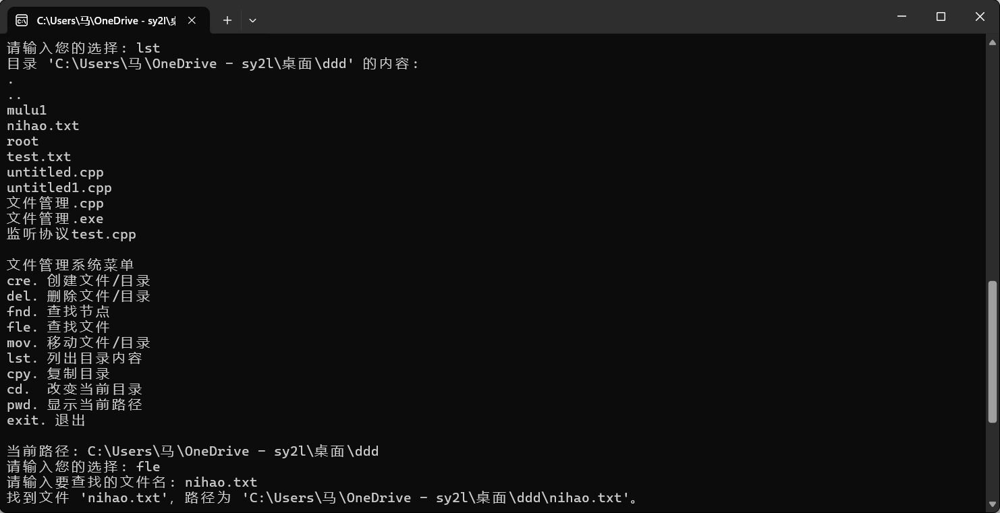 C:\Users\马\OneDrive - sy2l\
请输入您的选择: lst
目录 'C:\Users\马\OneDrive - sy2l\桌面\ddd' 的内容:
.
..
mulu1
nihao.txt
root
test.txt
untitled.cpp
untitled1.cpp
文件管理.cpp
文件管理.exe
监听协议test.cpp
文件管理系统菜单
cre. 创建文件/目录
del. 删除文件/目录
fnd. 查找节点
fle. 查找文件
mov. 移动文件/目录
lst. 列出目录内容
cpy. 复制目录
cd.  改变当前目录
pwd. 显示当前路径
exit. 退出
当前路径: C:\Users\马\OneDrive - sy2l\桌面\ddd
请输入您的选择: fle
请输入要查找的文件名: nihao.txt
找到文件 'nihao.txt', 路径为 'C:\Users\马\OneDrive - sy2l\桌面\ddd\nihao.txt'。